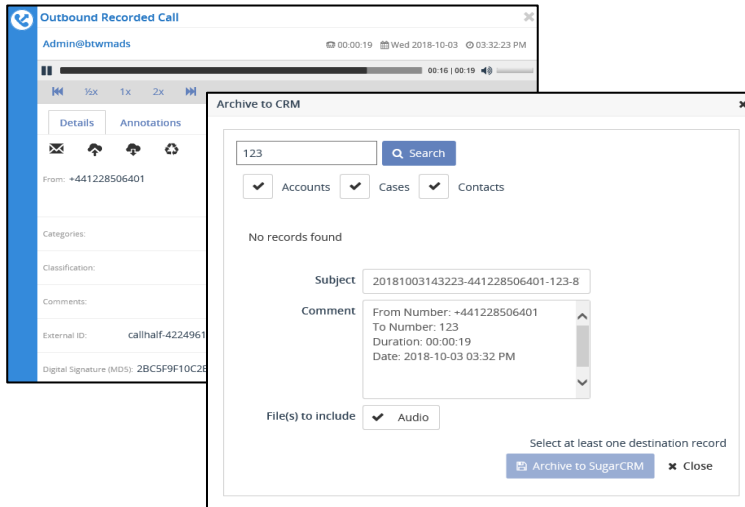 Outbound Recorded Call
Admin@btwmads 00:00:19 Wed 2018-10-03 03:32:23 PM
00:16 | 00:19
½x 1x 2x
Details Annotations
From: +441228506401
Categories:
Classification:
Comments:
External ID: callhalf-4224961
Digital Signature (MD5): 2BC5F9F10C2E
Archive to CRM
123 Search
Accounts Cases Contacts
No records found
Subject 20181003143223-441228506401-123-8
Comment From Number: +441228506401
To Number: 123
Duration: 00:00:19
Date: 2018-10-03 03:32 PM
File(s) to include Audio
Select at least one destination record
Archive to SugarCRM Close